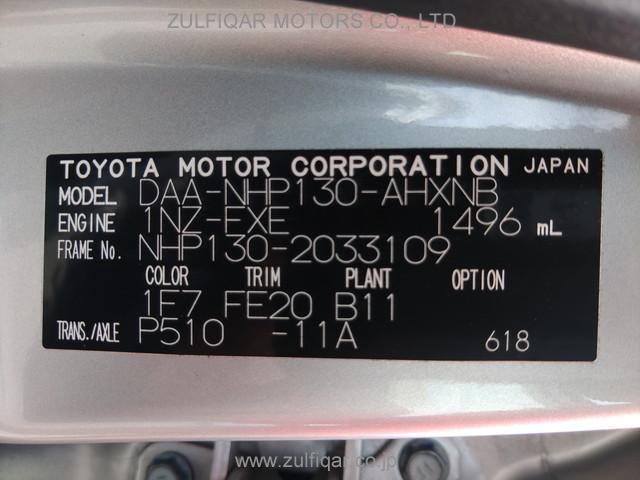 ZULFIQAR MOTORS CO., LTD.
TOYOTA MOTOR CORPORATION JAPAN
MODEL DAA-NHP130-AHXNB
ENGINE 1NZ-FXE 1496 mL
FRAME No. NHP130-2033109
COLOR TRIM PLANT OPTION
1F7 FE20 B11
TRANS./AXLE P510 -11A 618
www.zulfiqar.co.jp